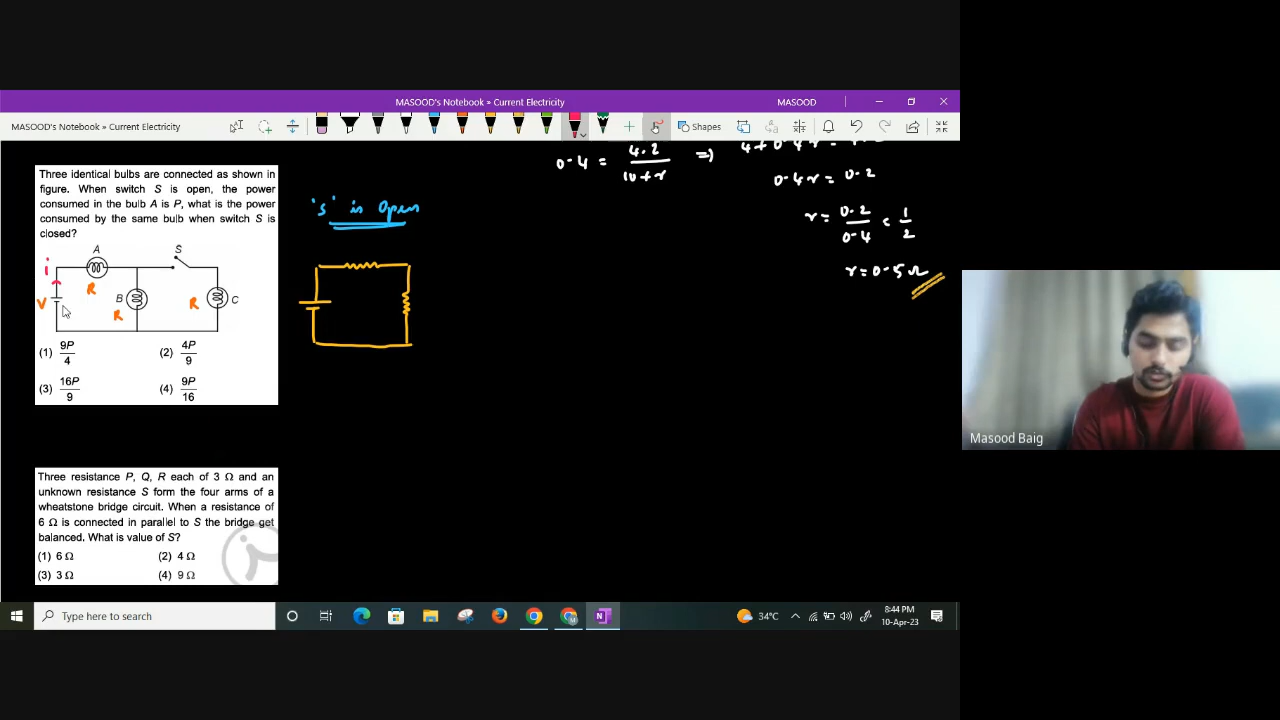 MASOOD's Notebook » Current Electricity
MASOOD
MASOOD's Notebook » Current Electricity
Shapes
Three identical bulbs are connected as shown in
figure. When switch S is open, the power
consumed in the bulb A is P, what is the power
consumed by the same bulb when switch S is
closed?
A
S
i
R
V
B
R
R
C
(1) 9P/4
(2) 4P/9
(3) 16P/9
(4) 9P/16
's' is open
0.4 = 4.2/10+r ⇒
0.4r = 0.2
r = 0.2/0.4 = 1/2
r = 0.5 Ω
Three resistance P, Q, R each of 3 Ω and an
unknown resistance S form the four arms of a
wheatstone bridge circuit. When a resistance of
6 Ω is connected in parallel to S the bridge get
balanced. What is value of S?
(1) 6 Ω
(2) 4 Ω
(3) 3 Ω
(4) 9 Ω
Masood Baig
Type here to search
34°C
8:44 PM
10-Apr-23